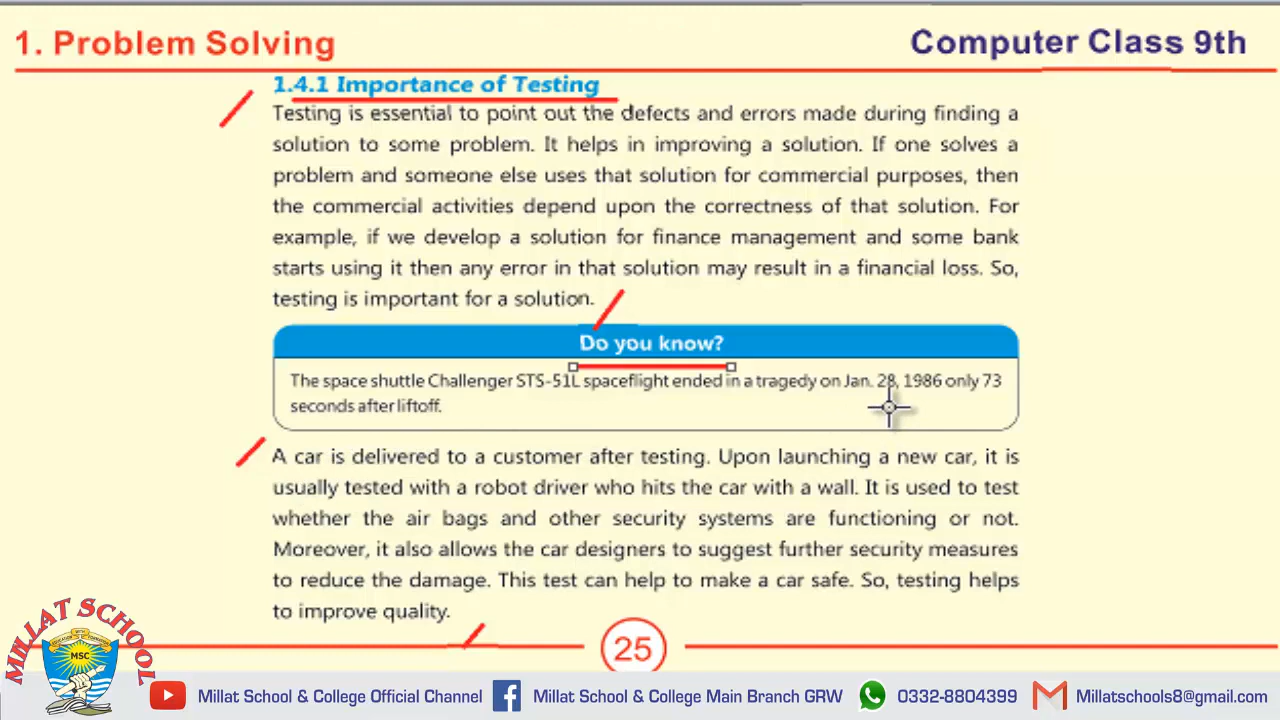 1. Problem Solving
Computer Class 9th
1.4.1 Importance of Testing
Testing is essential to point out the defects and errors made during finding a
solution to some problem. It helps in improving a solution. If one solves a
problem and someone else uses that solution for commercial purposes, then
the commercial activities depend upon the correctness of that solution. For
example, if we develop a solution for finance management and some bank
starts using it then any error in that solution may result in a financial loss. So,
testing is important for a solution.
Do you know?
The space shuttle Challenger STS-51L spaceflight ended in a tragedy on Jan. 28, 1986 only 73
seconds after liftoff.
A car is delivered to a customer after testing. Upon launching a new car, it is
usually tested with a robot driver who hits the car with a wall. It is used to test
whether the air bags and other security systems are functioning or not.
Moreover, it also allows the car designers to suggest further security measures
to reduce the damage. This test can help to make a car safe. So, testing helps
to improve quality.
25
MILLAT SCHOOL
MSC
Millat School & College Official Channel
Millat School & College Main Branch GRW
0332-8804399
Millatschools8@gmail.com